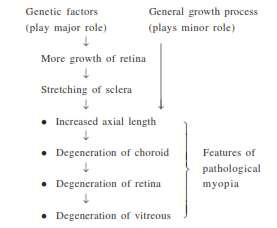 Genetic factors
(play major role)
General growth process
(plays minor role)
More growth of retina
Stretching of sclera
• Increased axial length
• Degeneration of choroid
• Degeneration of retina
• Degeneration of vitreous
Features of
pathological
myopia